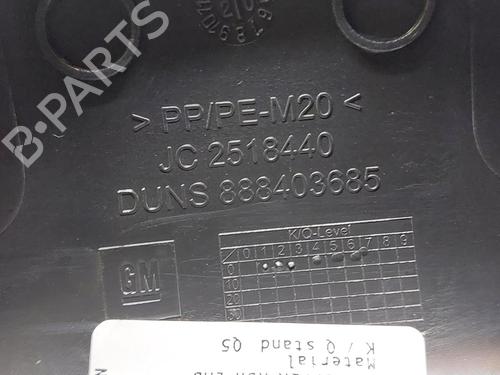 > PP/PE-M20 <
JC 2518440
DUNS 888403685
K/Q-Level
0 1 2 3 4 5 6 7 8 9
0
10
20
30
GM
B-PARTS
Material
K / Q stand Q5